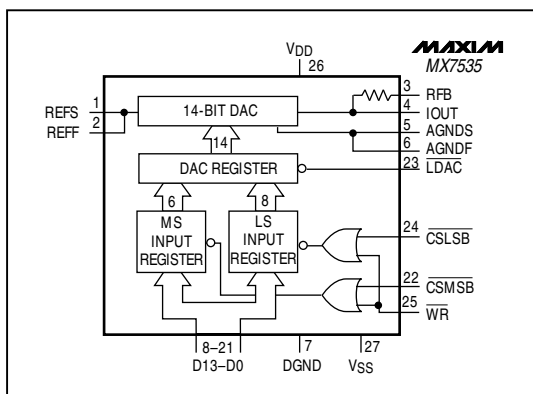 VDD
26
MAXIM
MX7535
REFS 1
REFF 2
14-BIT DAC
3 RFB
4 IOUT
5 AGNDS
6 AGNDF
14
DAC REGISTER
23 LDAC
6
8
MS
INPUT
REGISTER
LS
INPUT
REGISTER
24 CSLSB
22 CSMSB
25 WR
8–21
D13–D0
7
DGND
27
VSS